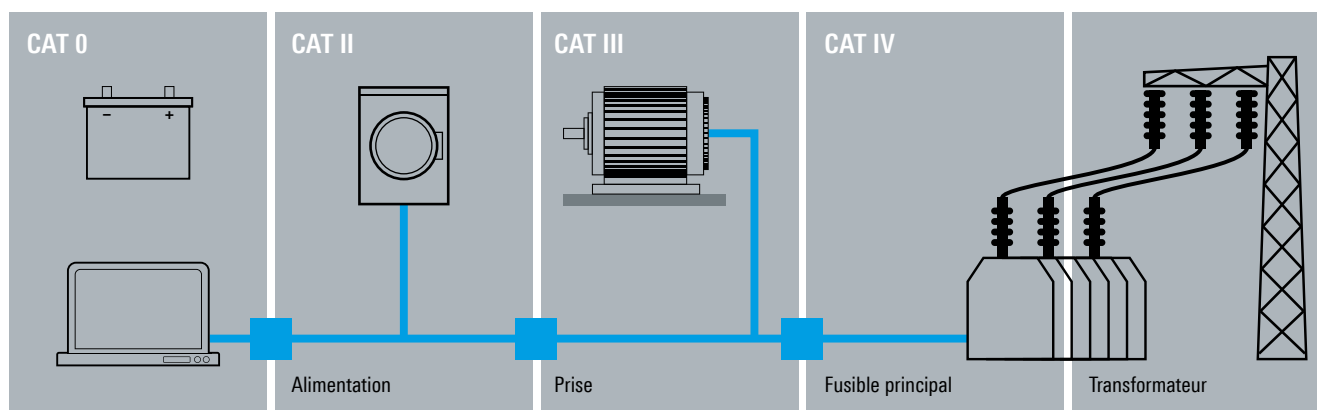 CAT 0
CAT II
CAT III
CAT IV
– +
Alimentation
Prise
Fusible principal
Transformateur